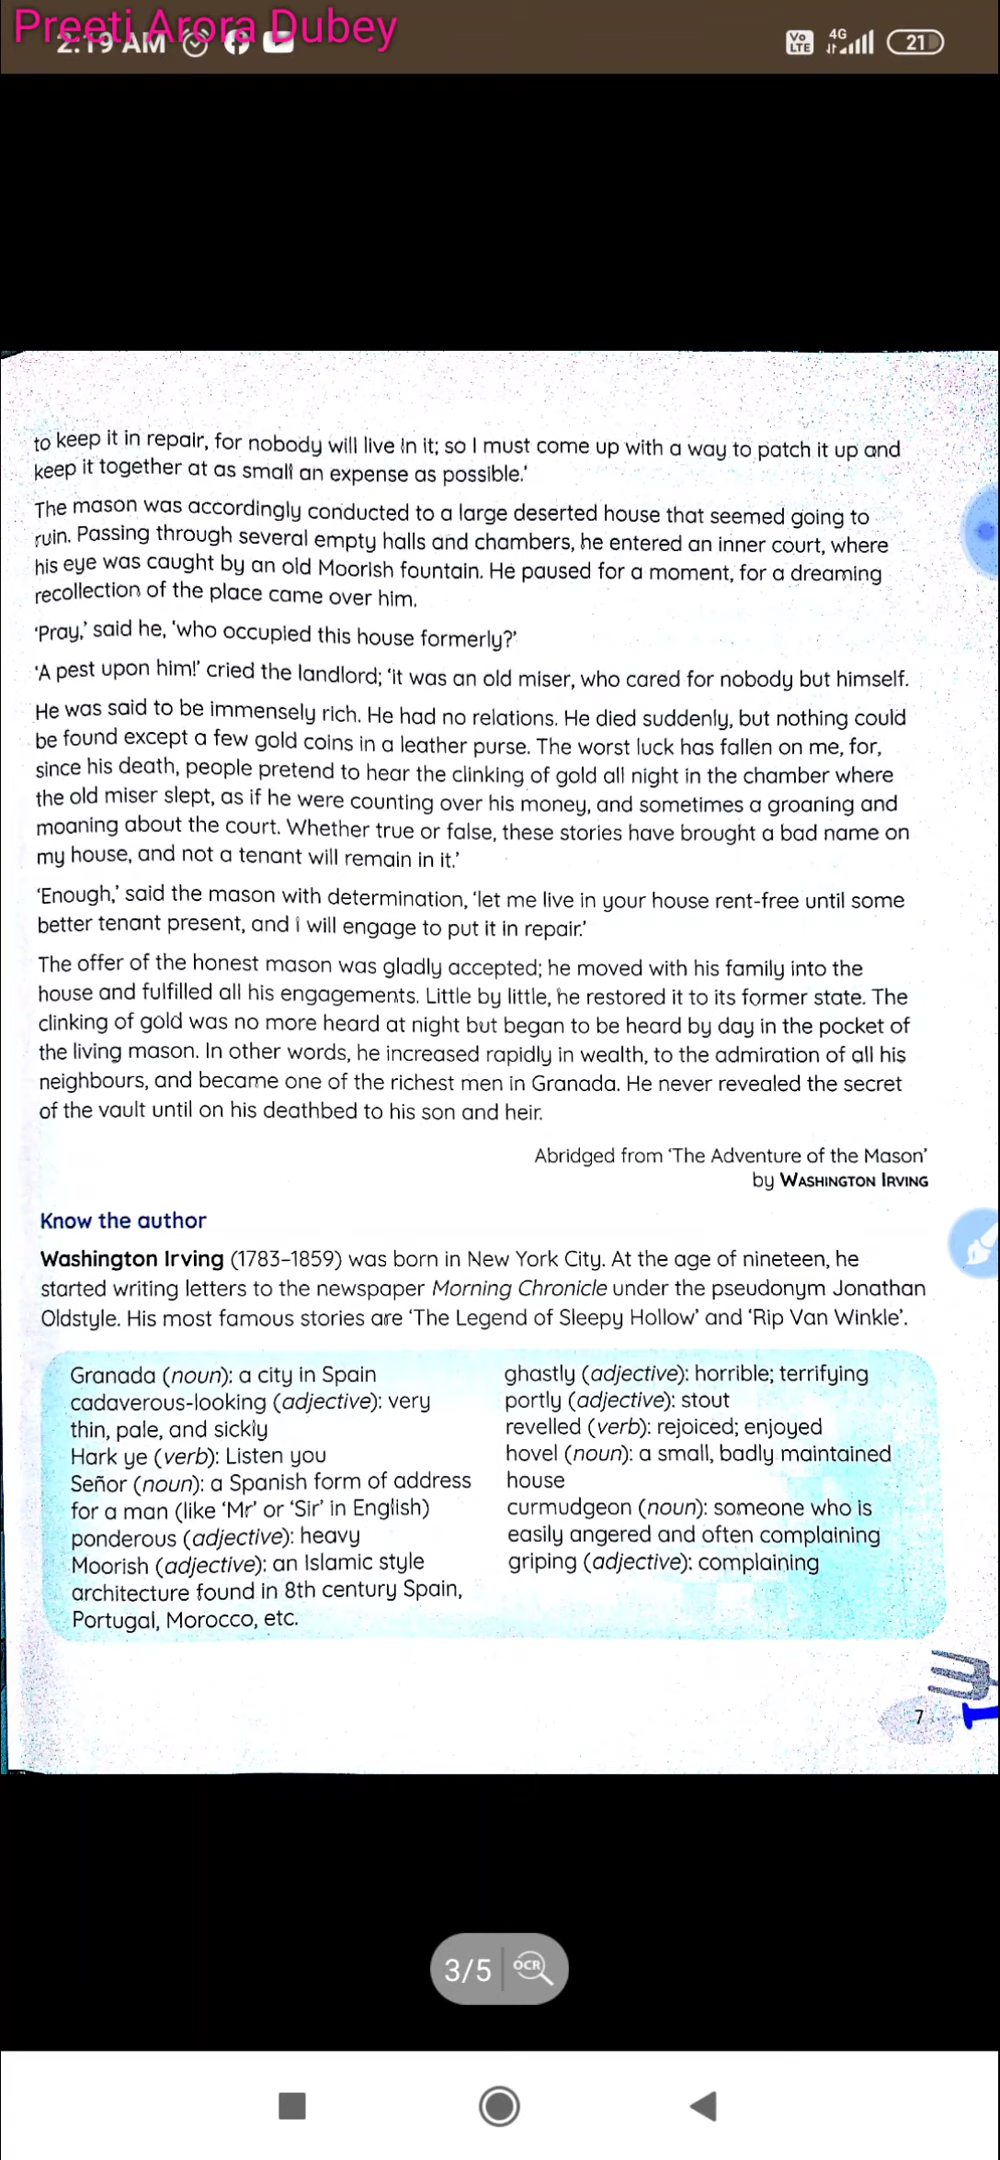 Preeti Arora Dubey
2:19 AM
Vo LTE 4G 21
to keep it in repair, for nobody will live in it; so I must come up with a way to patch it up and
keep it together at as small an expense as possible.’
The mason was accordingly conducted to a large deserted house that seemed going to
ruin. Passing through several empty halls and chambers, he entered an inner court, where
his eye was caught by an old Moorish fountain. He paused for a moment, for a dreaming
recollection of the place came over him.
‘Pray,’ said he, ‘who occupied this house formerly?’
‘A pest upon him!’ cried the landlord; ‘it was an old miser, who cared for nobody but himself.
He was said to be immensely rich. He had no relations. He died suddenly, but nothing could
be found except a few gold coins in a leather purse. The worst luck has fallen on me, for,
since his death, people pretend to hear the clinking of gold all night in the chamber where
the old miser slept, as if he were counting over his money, and sometimes a groaning and
moaning about the court. Whether true or false, these stories have brought a bad name on
my house, and not a tenant will remain in it.’
‘Enough,’ said the mason with determination, ‘let me live in your house rent-free until some
better tenant present, and I will engage to put it in repair.’
The offer of the honest mason was gladly accepted; he moved with his family into the
house and fulfilled all his engagements. Little by little, he restored it to its former state. The
clinking of gold was no more heard at night but began to be heard by day in the pocket of
the living mason. In other words, he increased rapidly in wealth, to the admiration of all his
neighbours, and became one of the richest men in Granada. He never revealed the secret
of the vault until on his deathbed to his son and heir.
Abridged from ‘The Adventure of the Mason’
by WASHINGTON IRVING
Know the author
Washington Irving (1783–1859) was born in New York City. At the age of nineteen, he
started writing letters to the newspaper Morning Chronicle under the pseudonym Jonathan
Oldstyle. His most famous stories are ‘The Legend of Sleepy Hollow’ and ‘Rip Van Winkle’.
Granada (noun): a city in Spain
cadaverous-looking (adjective): very
thin, pale, and sickly
Hark ye (verb): Listen you
Señor (noun): a Spanish form of address
for a man (like ‘Mr’ or ‘Sir’ in English)
ponderous (adjective): heavy
Moorish (adjective): an Islamic style
architecture found in 8th century Spain,
Portugal, Morocco, etc.
ghastly (adjective): horrible; terrifying
portly (adjective): stout
revelled (verb): rejoiced; enjoyed
hovel (noun): a small, badly maintained
house
curmudgeon (noun): someone who is
easily angered and often complaining
griping (adjective): complaining
7
3/5 OCR